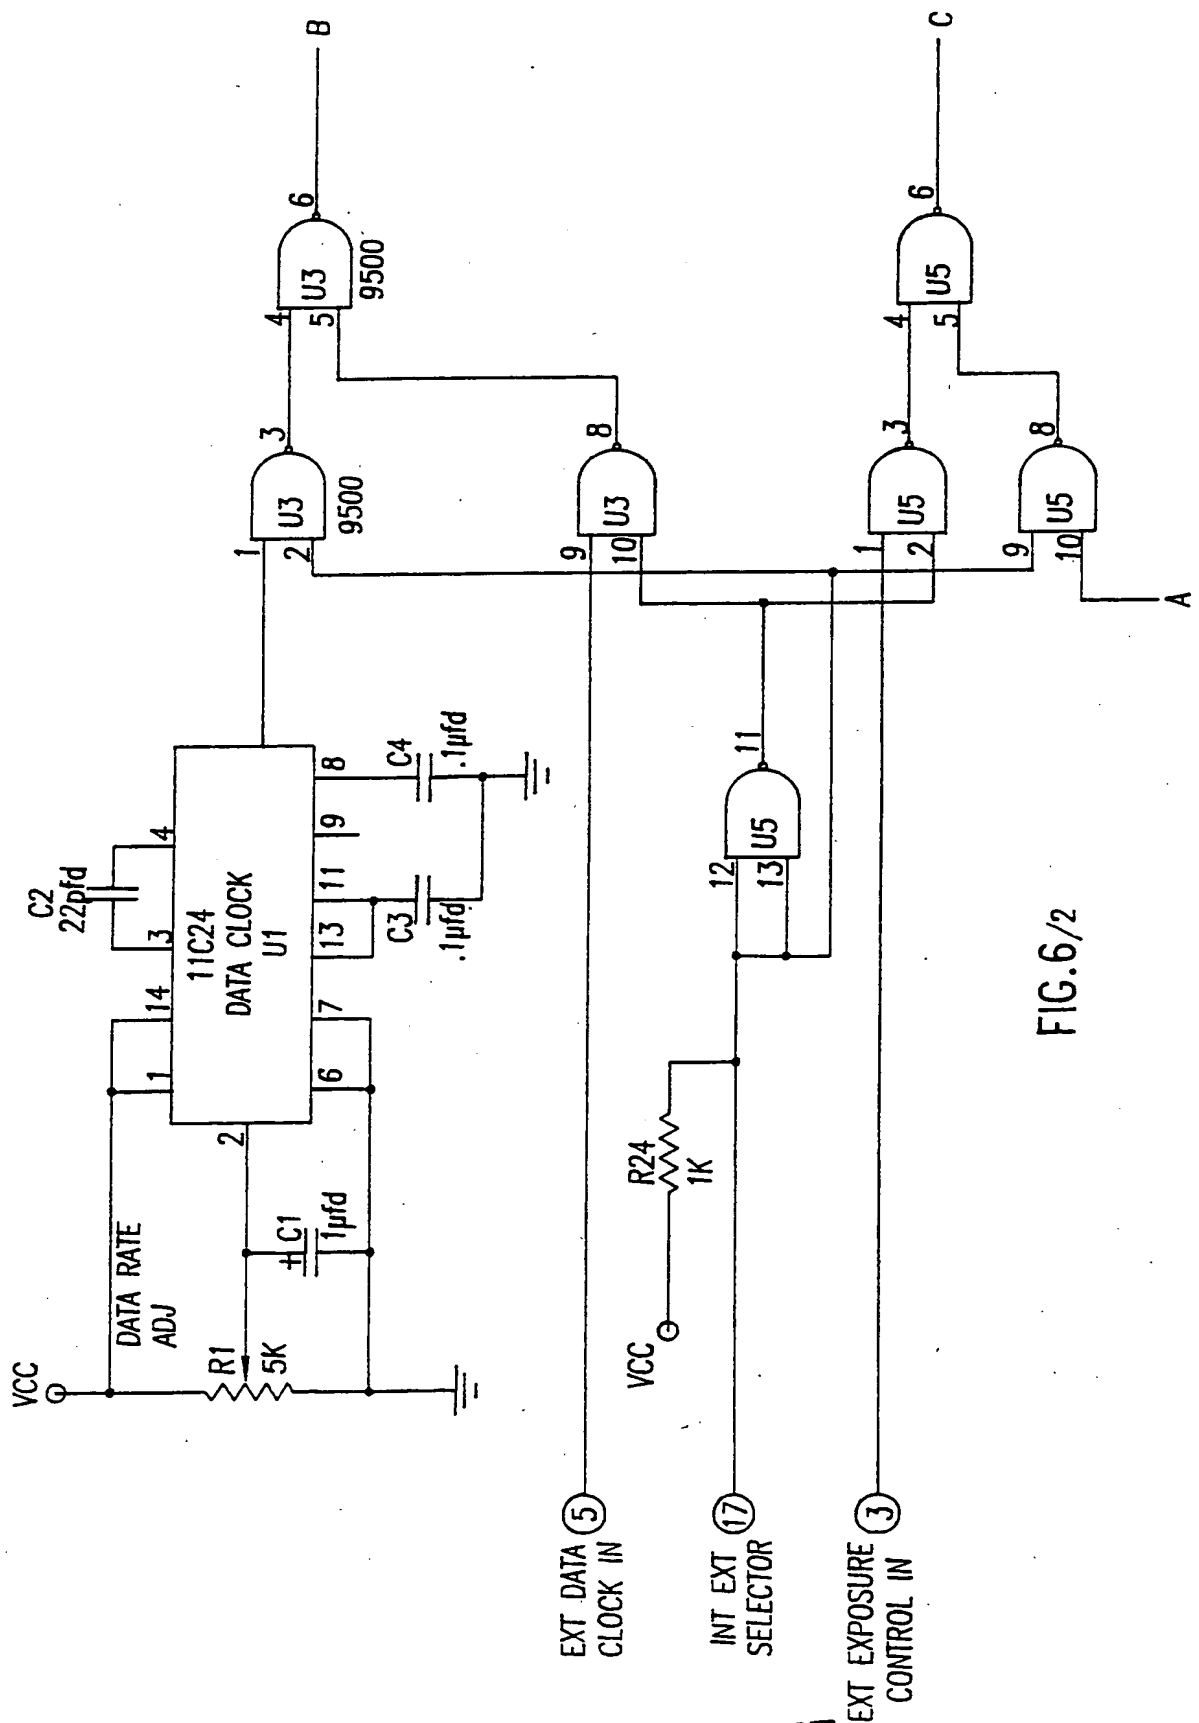 VCC
DATA RATE
ADJ
R1
5K
C1
+
1µfd
2
1
14
3
4
C2
22pfd
11C24
DATA CLOCK
U1
6
7
13
11
9
8
C3
.1µfd
C4
.1µfd
1
2
U3
3
9500
4
5
U3
6
9500
B
EXT DATA
CLOCK IN
5
9
10
U3
8
VCC
R24
1K
INT EXT
SELECTOR
17
12
13
U5
11
EXT EXPOSURE
CONTROL IN
3
1
2
U5
3
4
5
U5
6
C
9
10
U5
8
A
FIG.6/2